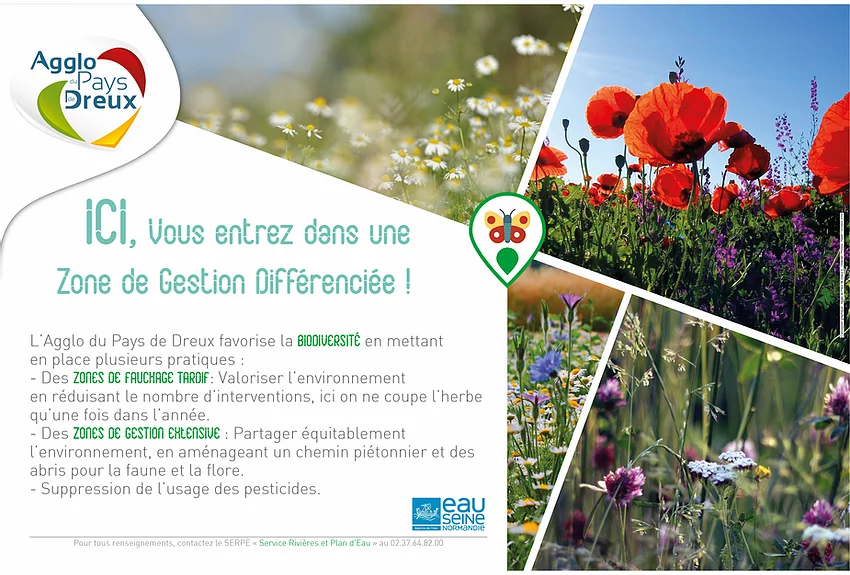 Agglo
du Pays
de Dreux
ICI, Vous entrez dans une
Zone de Gestion Différenciée !
L'Agglo du Pays de Dreux favorise la BIODIVERSITÉ en mettant
en place plusieurs pratiques :
- Des ZONES DE FAUCHAGE TARDIF: Valoriser l'environnement
en réduisant le nombre d'interventions, ici on ne coupe l'herbe
qu'une fois dans l'année.
- Des ZONES DE GESTION EXTENSIVE : Partager équitablement
l'environnement, en aménageant un chemin piétonnier et des
abris pour la faune et la flore.
- Suppression de l'usage des pesticides.
eau
SEINE
NORMANDIE
Pour tous renseignements, contactez le SERPE « Service Rivières et Plan d'Eau » au 02.37.64.82.00